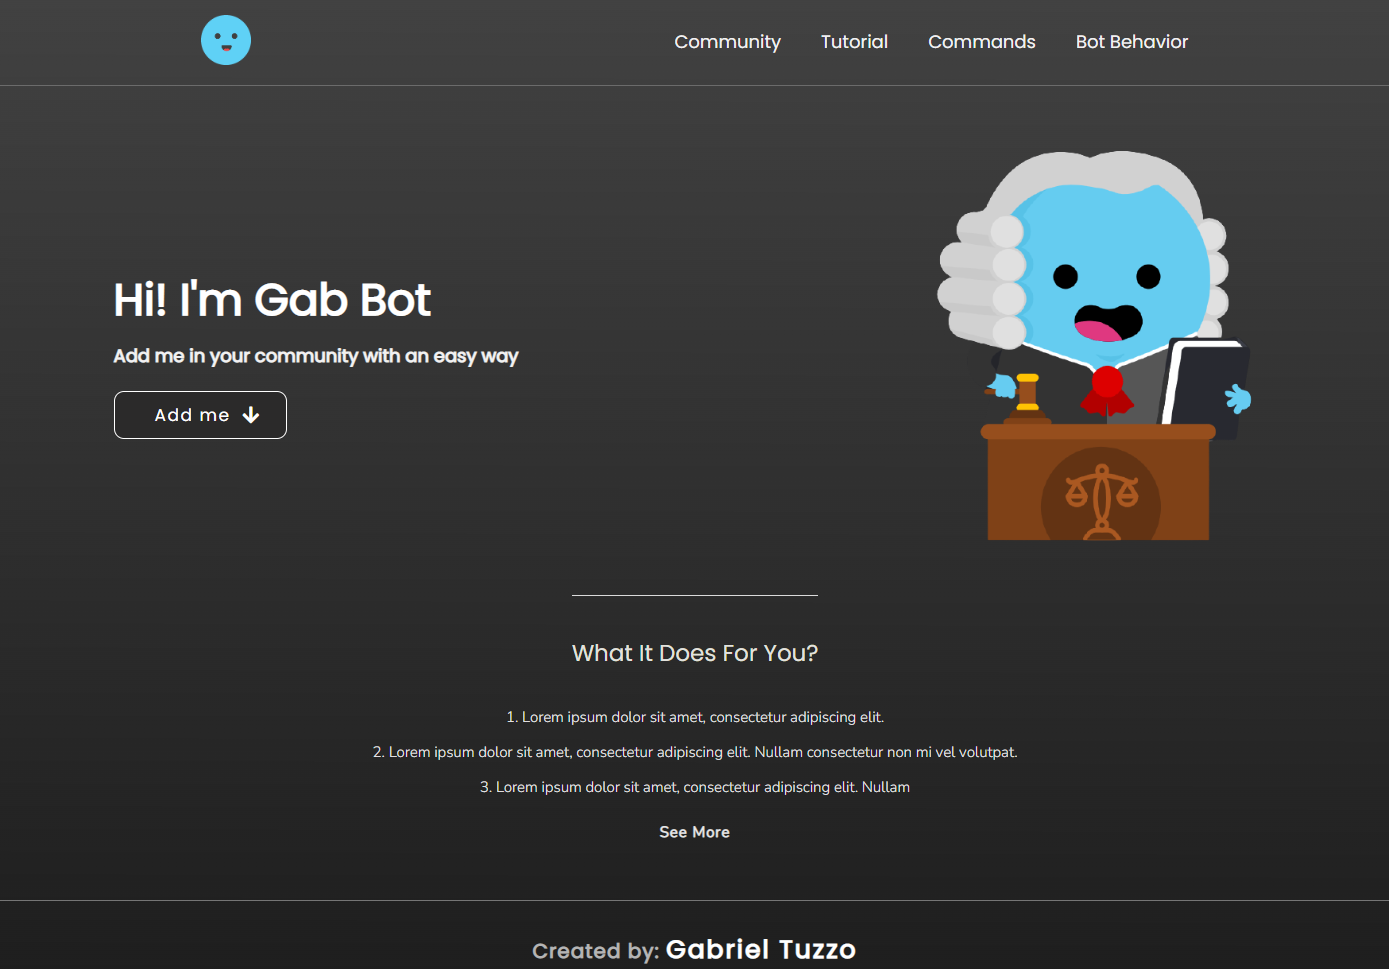 Community Tutorial Commands Bot Behavior
Hi! I'm Gab Bot
Add me in your community with an easy way
Add me
What It Does For You?
1. Lorem ipsum dolor sit amet, consectetur adipiscing elit.
2. Lorem ipsum dolor sit amet, consectetur adipiscing elit. Nullam consectetur non mi vel volutpat.
3. Lorem ipsum dolor sit amet, consectetur adipiscing elit. Nullam
See More
Created by: Gabriel Tuzzo